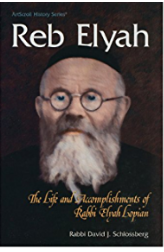 ArtScroll History Series®
Reb Elyah
The Life and Accomplishments of
Rabbi Elyah Lopian
Rabbi David J. Schlossberg